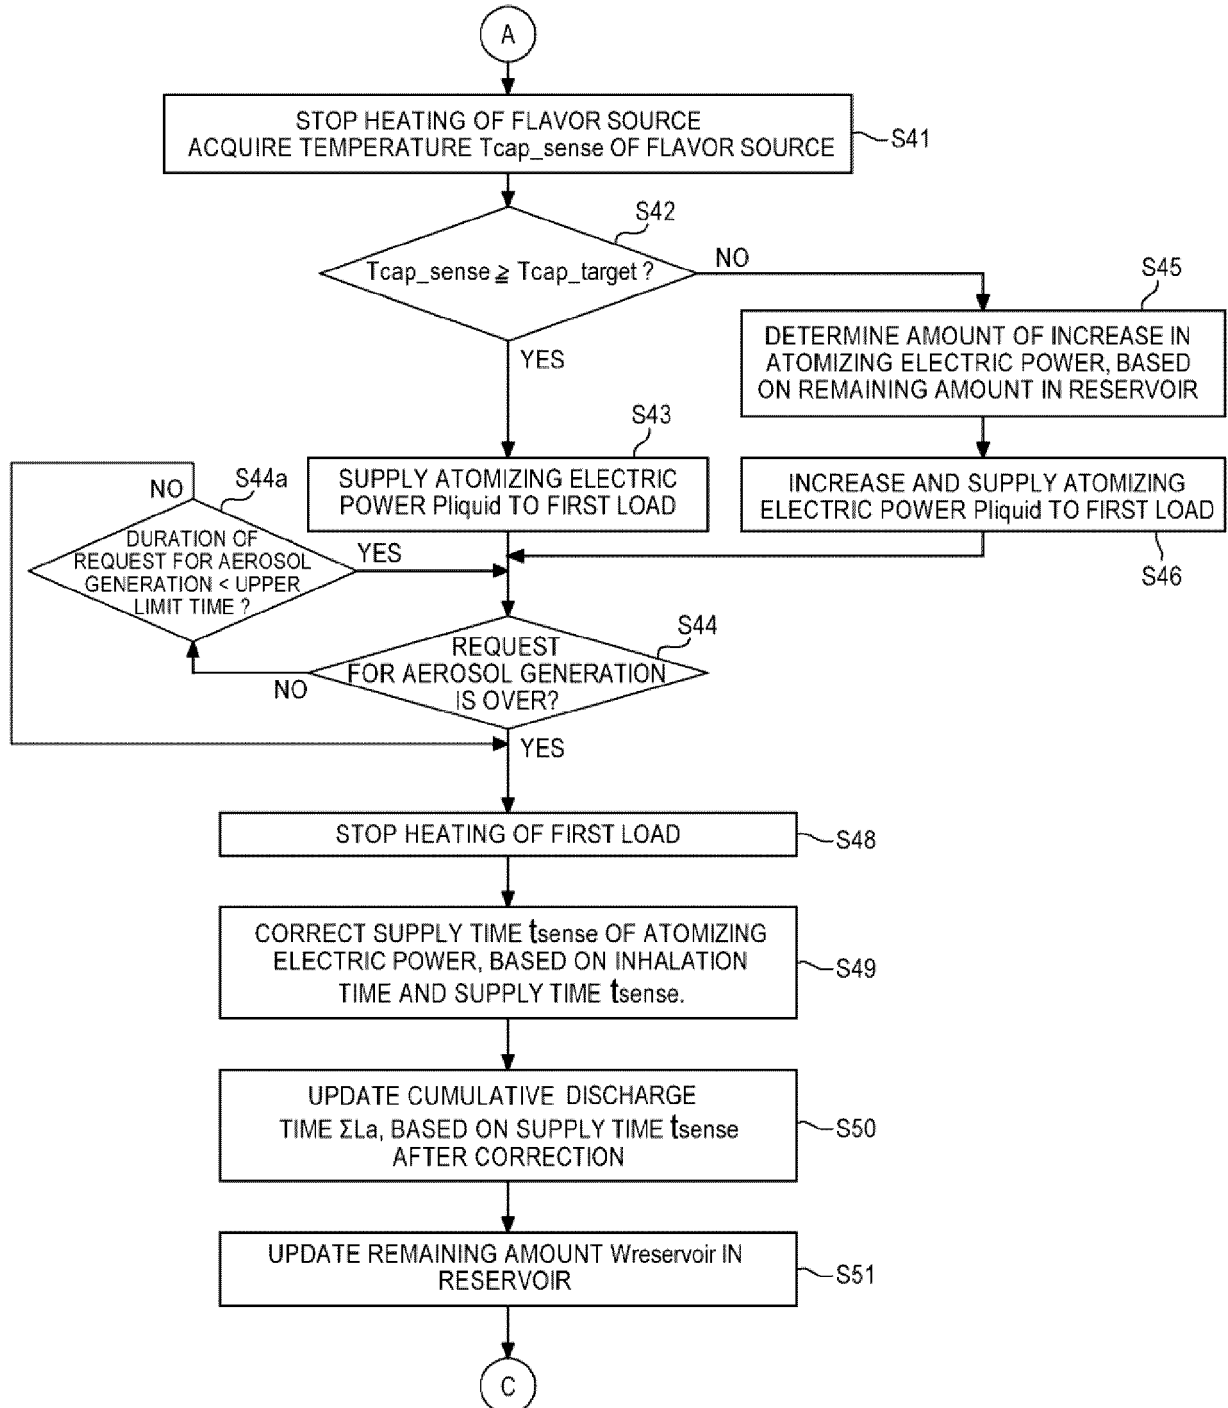 A
STOP HEATING OF FLAVOR SOURCE
ACQUIRE TEMPERATURE Tcap_sense OF FLAVOR SOURCE
S41
S42
Tcap_sense ≧ Tcap_target ?
NO
YES
S45
DETERMINE AMOUNT OF INCREASE IN
ATOMIZING ELECTRIC POWER, BASED
ON REMAINING AMOUNT IN RESERVOIR
S43
SUPPLY ATOMIZING ELECTRIC
POWER Pliquid TO FIRST LOAD
INCREASE AND SUPPLY ATOMIZING
ELECTRIC POWER Pliquid TO FIRST LOAD
S46
NO
S44a
DURATION OF
REQUEST FOR AEROSOL
GENERATION < UPPER
LIMIT TIME ?
YES
S44
REQUEST
FOR AEROSOL GENERATION
IS OVER?
NO
YES
STOP HEATING OF FIRST LOAD
S48
CORRECT SUPPLY TIME tsense OF ATOMIZING
ELECTRIC POWER, BASED ON INHALATION
TIME AND SUPPLY TIME tsense.
S49
UPDATE CUMULATIVE DISCHARGE
TIME ΣLa, BASED ON SUPPLY TIME tsense
AFTER CORRECTION
S50
UPDATE REMAINING AMOUNT Wreservoir IN
RESERVOIR
S51
C